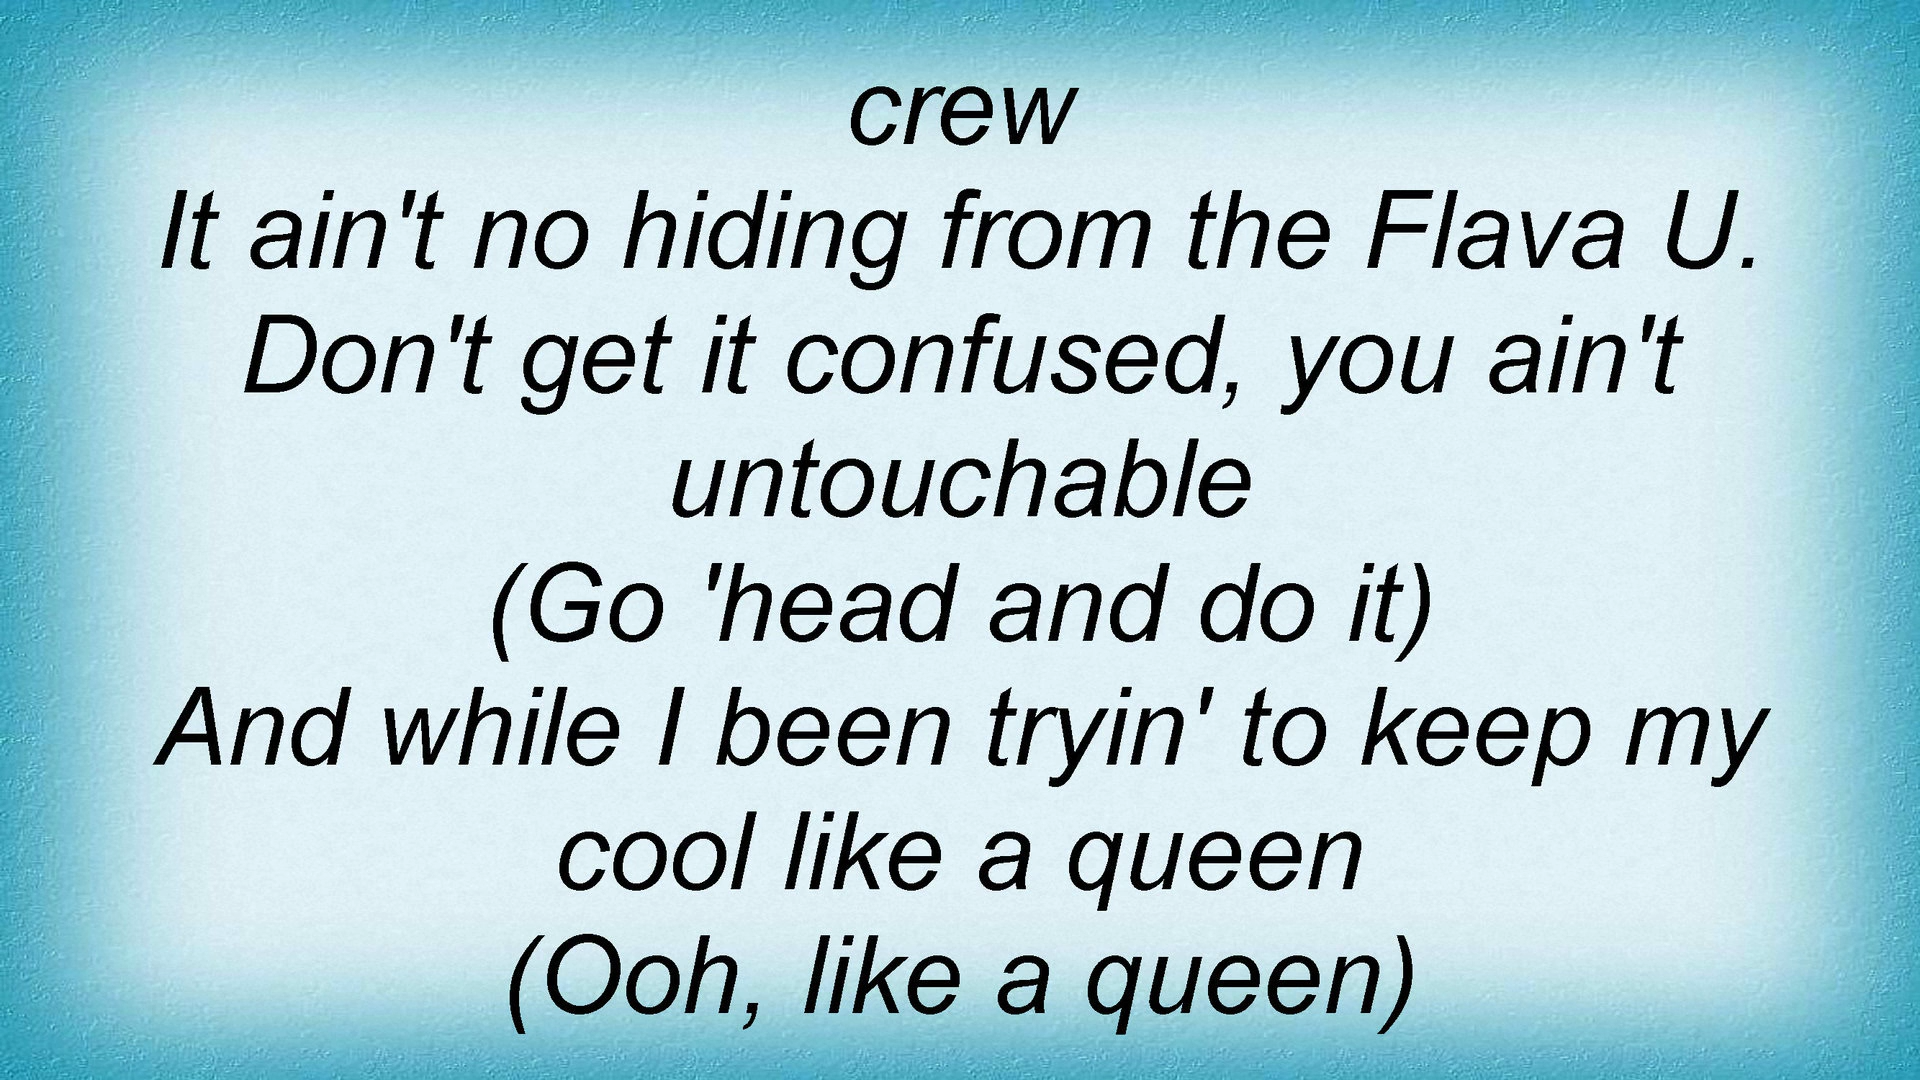 crew
It ain't no hiding from the Flava U.
Don't get it confused, you ain't
untouchable
(Go 'head and do it)
And while I been tryin' to keep my
cool like a queen
(Ooh, like a queen)